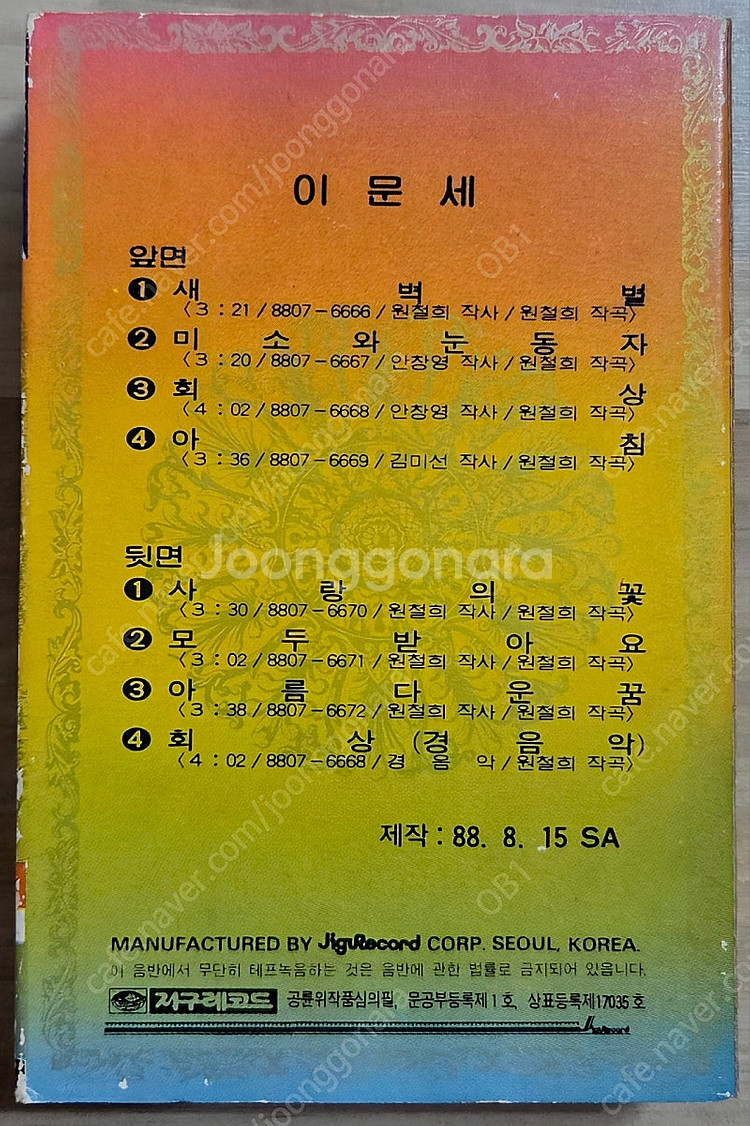 이 문 세
앞면
❶ 새 벽 별
〈3 : 21 / 8807-6666 / 원철희 작사 / 원철희 작곡〉
❷ 미 소 와 눈 동 자
〈3 : 20 / 8807-6667 / 안창영 작사 / 원철희 작곡〉
❸ 회 상
〈4 : 02 / 8807-6668 / 안창영 작사 / 원철희 작곡〉
❹ 아 침
〈3 : 36 / 8807-6669 / 김미선 작사 / 원철희 작곡〉
뒷면
Joonggonara
❶ 사 랑 의 꽃
〈3 : 30 / 8807-6670 / 원철희 작사 / 원철희 작곡〉
❷ 모 두 받 아 요
〈3 : 02 / 8807-6671 / 원철희 작사 / 원철희 작곡〉
❸ 아 름 다 운 꿈
〈3 : 38 / 8807-6672 / 원철희 작사 / 원철희 작곡〉
❹ 회 상 (경 음 악)
〈4 : 02 / 8807-6668 / 경 음 악 / 원철희 작곡〉
제작 : 88. 8. 15 SA
MANUFACTURED BY JiguRecord CORP. SEOUL, KOREA.
이 음반에서 무단히 테프녹음하는 것은 음반에 관한 법률로 금지되어 있읍니다.
지구레코드 공륜위작품심의필, 문공부등록제1호, 상표등록제17035호
JiguRecord
cafe.naver.com/joonggonara
OB1